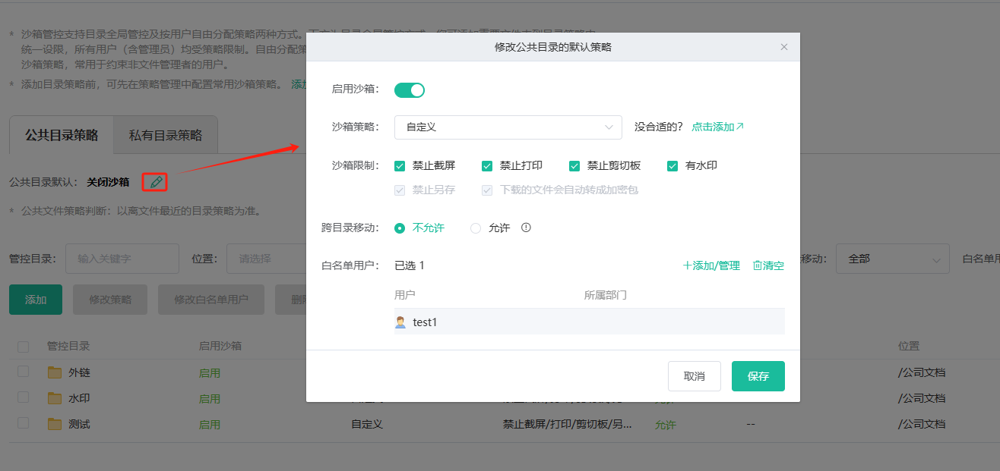 * 沙箱管控支持目录全局管控及按用户自由分配策略两种方式。
统一设限，所有用户（含管理员）均受策略限制。自由分配策
沙箱策略，常用于约束非文件管理者的用户。
* 添加目录策略前，可先在策略管理中配置常用沙箱策略。 添加
公共目录策略 私有目录策略
公共目录默认： 关闭沙箱
* 公共文件策略判断：以离文件最近的目录策略为准。
管控目录： 输入关键字 位置： 请选择 移动： 全部 白名单用
添加 修改策略 修改白名单用户 删
管控目录 启用沙箱 位置
外链 启用 /公司文档
水印 启用 /公司文档
测试 启用 自定义 禁止截屏/打印/剪切板/另... 允许 -- /公司文档
修改公共目录的默认策略 ×
启用沙箱：
沙箱策略： 自定义 没合适的？ 点击添加
沙箱限制： 禁止截屏 禁止打印 禁止剪切板 有水印
禁止另存 下载的文件会自动转成加密包
跨目录移动： 不允许 允许
白名单用户： 已选 1 +添加/管理 清空
用户 所属部门
test1
取消 保存